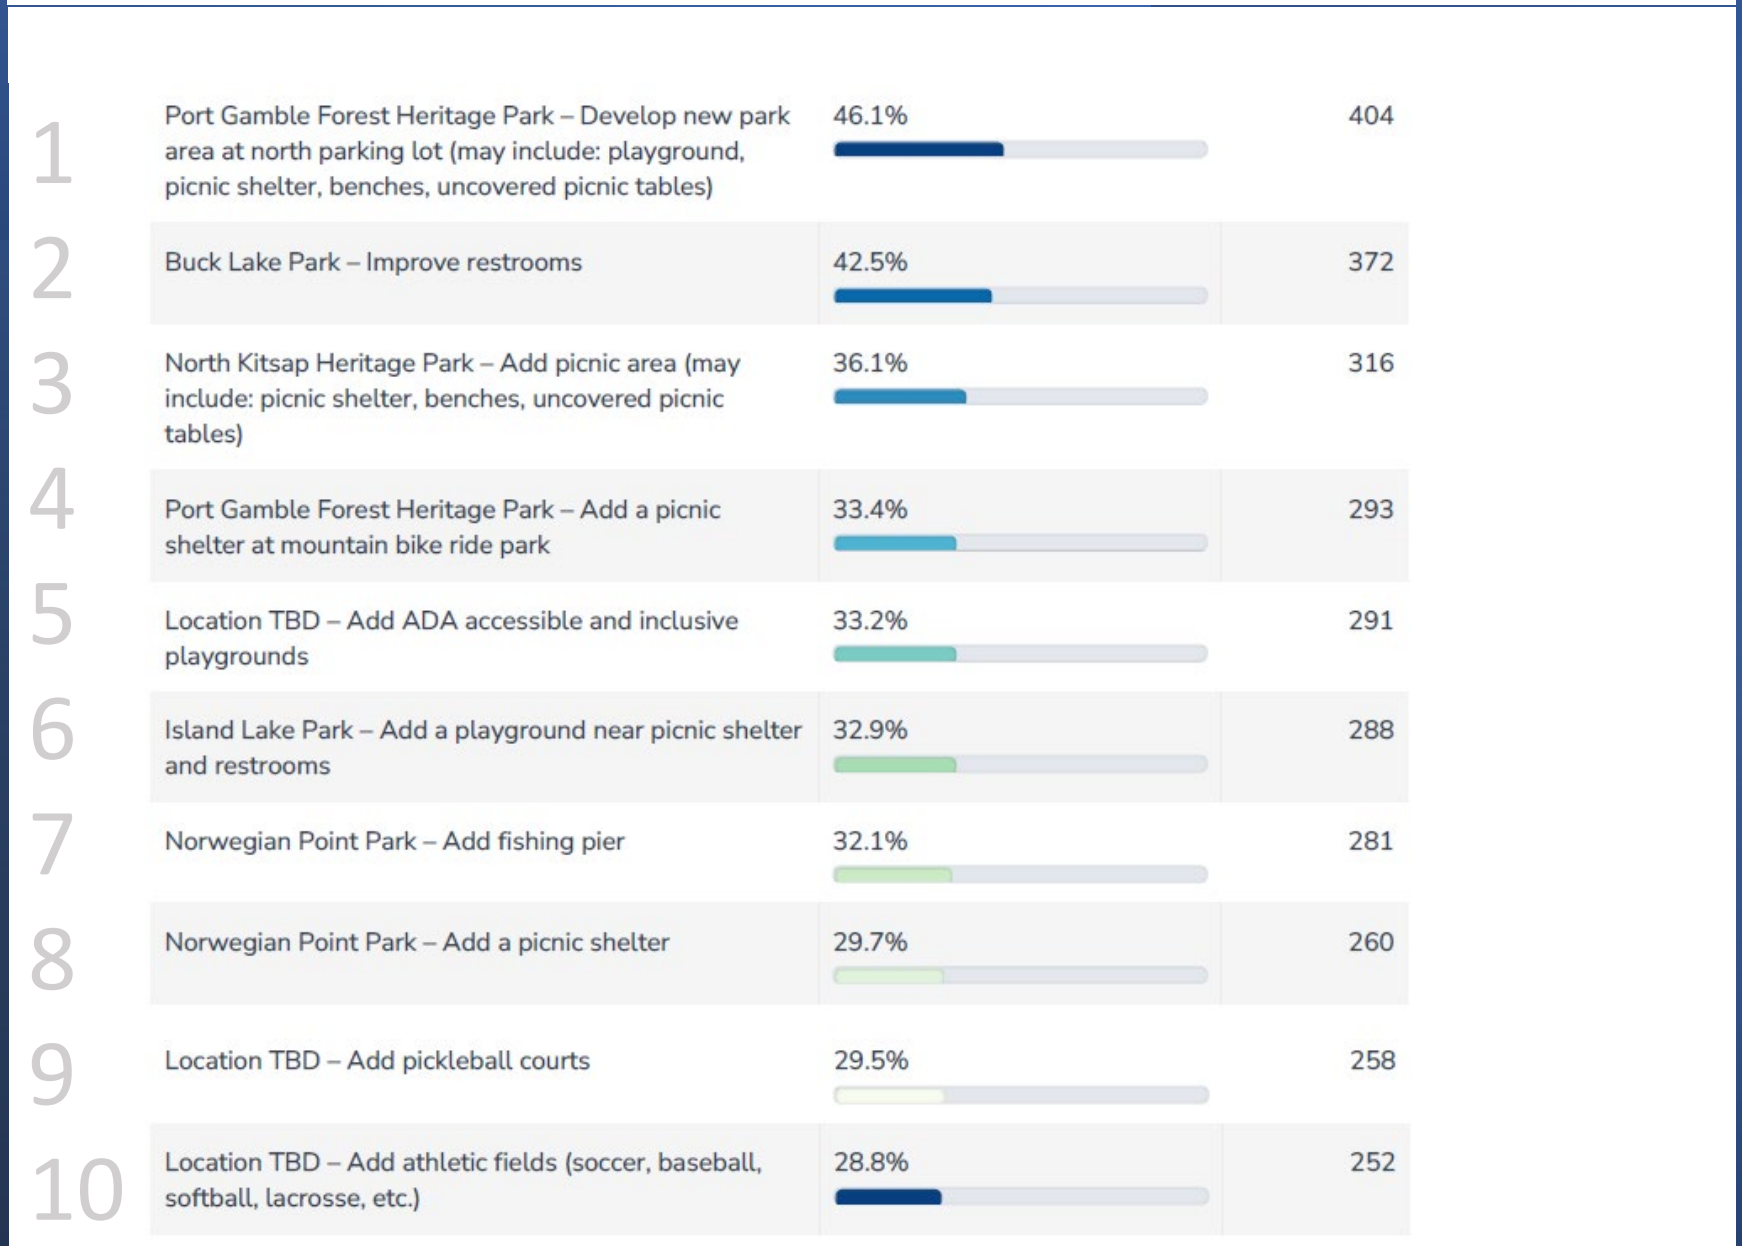 1
Port Gamble Forest Heritage Park – Develop new park
area at north parking lot (may include: playground,
picnic shelter, benches, uncovered picnic tables)
46.1%
404
2
Buck Lake Park – Improve restrooms
42.5%
372
3
North Kitsap Heritage Park – Add picnic area (may
include: picnic shelter, benches, uncovered picnic
tables)
36.1%
316
4
Port Gamble Forest Heritage Park – Add a picnic
shelter at mountain bike ride park
33.4%
293
5
Location TBD – Add ADA accessible and inclusive
playgrounds
33.2%
291
6
Island Lake Park – Add a playground near picnic shelter
and restrooms
32.9%
288
7
Norwegian Point Park – Add fishing pier
32.1%
281
8
Norwegian Point Park – Add a picnic shelter
29.7%
260
9
Location TBD – Add pickleball courts
29.5%
258
10
Location TBD – Add athletic fields (soccer, baseball,
softball, lacrosse, etc.)
28.8%
252